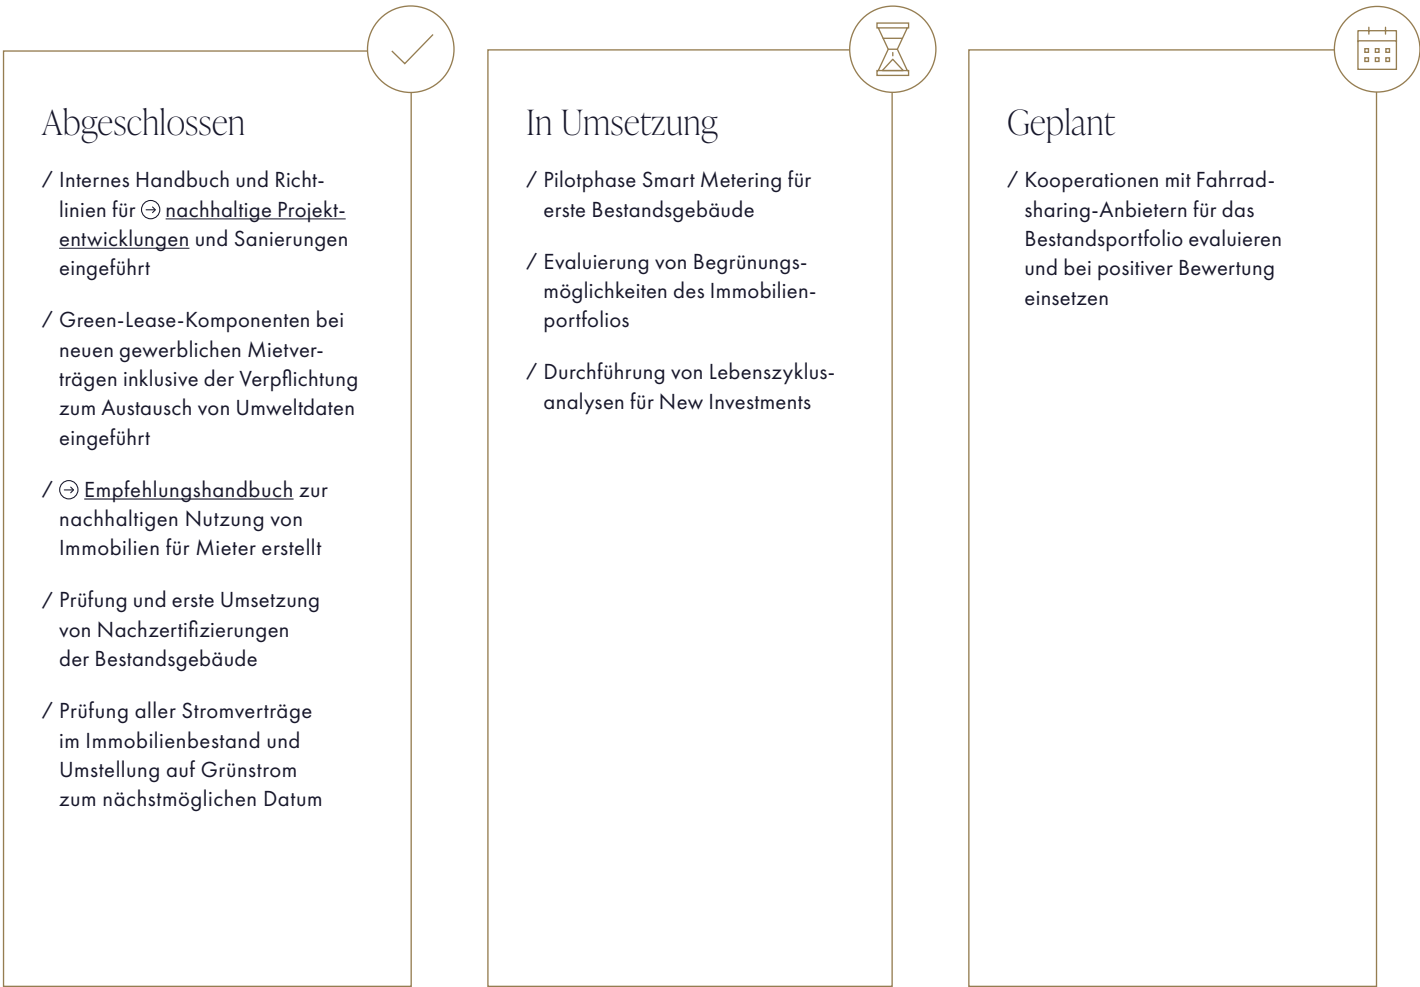 Abgeschlossen
/ Internes Handbuch und Richt-
linien für nachhaltige Projekt-
entwicklungen und Sanierungen
eingeführt
/ Green-Lease-Komponenten bei
neuen gewerblichen Mietver-
trägen inklusive der Verpflichtung
zum Austausch von Umweltdaten
eingeführt
/ Empfehlungshandbuch zur
nachhaltigen Nutzung von
Immobilien für Mieter erstellt
/ Prüfung und erste Umsetzung
von Nachzertifizierungen
der Bestandsgebäude
/ Prüfung aller Stromverträge
im Immobilienbestand und
Umstellung auf Grünstrom
zum nächstmöglichen Datum
In Umsetzung
/ Pilotphase Smart Metering für
erste Bestandsgebäude
/ Evaluierung von Begrünungs-
möglichkeiten des Immobilien-
portfolios
/ Durchführung von Lebenszyklus-
analysen für New Investments
Geplant
/ Kooperationen mit Fahrrad-
sharing-Anbietern für das
Bestandsportfolio evaluieren
und bei positiver Bewertung
einsetzen